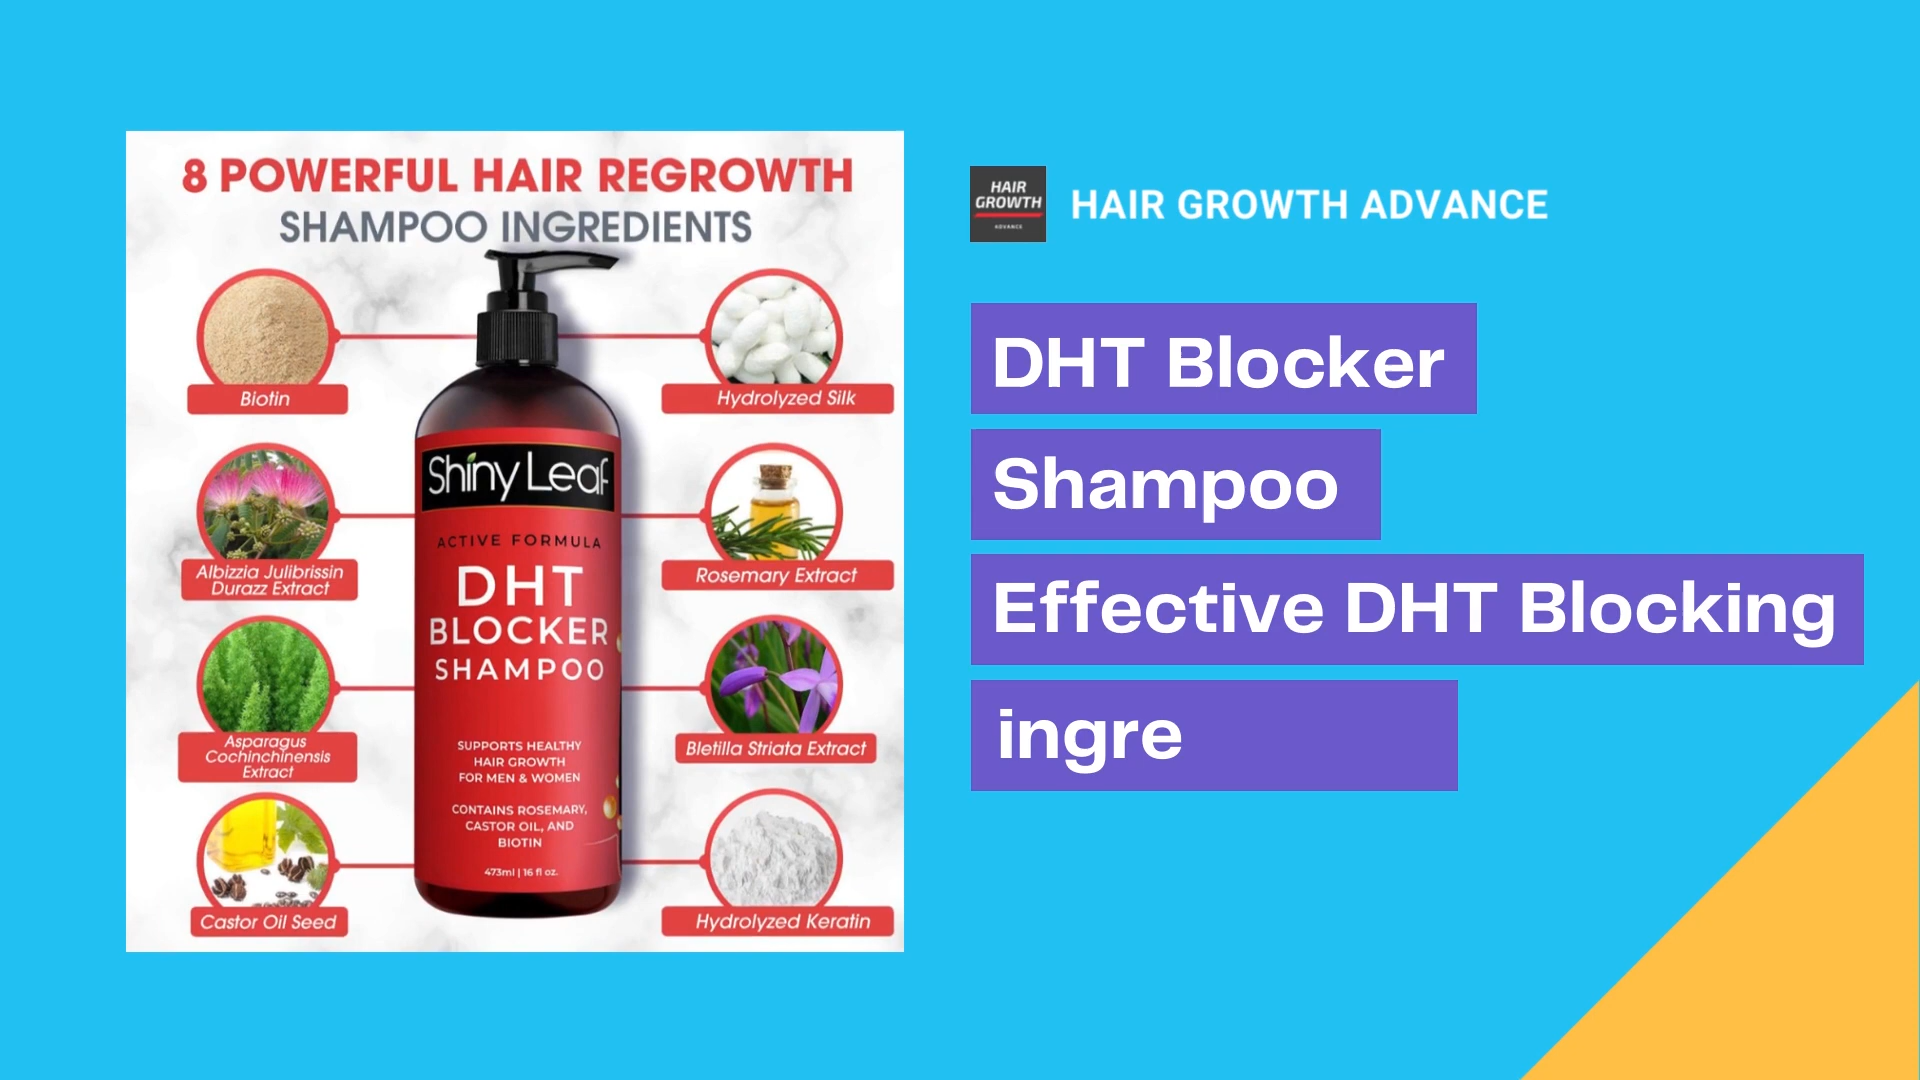 8 POWERFUL HAIR REGROWTH
SHAMPOO INGREDIENTS
Biotin
Hydrolyzed Silk
Albizzia Julibrissin
Durazz Extract
Rosemary Extract
Asparagus
Cochinchinensis
Extract
Bletilla Striata Extract
Castor Oil Seed
Hydrolyzed Keratin
Shiny Leaf
ACTIVE FORMULA
DHT
BLOCKER
SHAMPOO
SUPPORTS HEALTHY
HAIR GROWTH
FOR MEN & WOMEN
CONTAINS ROSEMARY,
CASTOR OIL, AND
BIOTIN
473ml | 16 fl oz.
HAIR
GROWTH
ADVANCE
HAIR GROWTH ADVANCE
DHT Blocker
Shampoo
Effective DHT Blocking
ingre